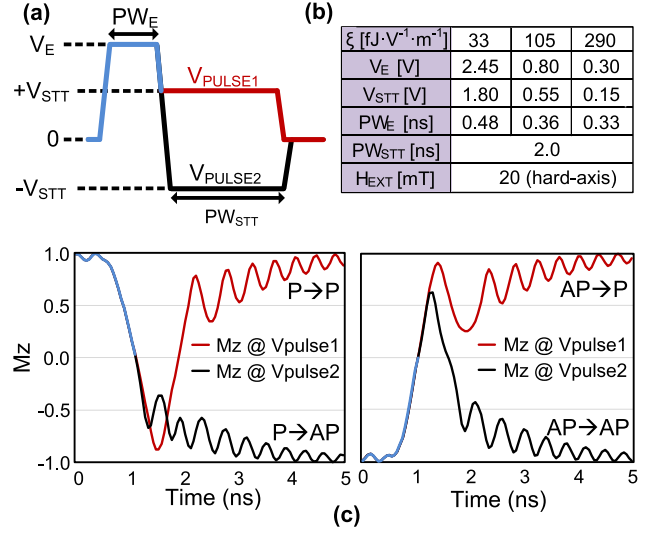 (a)
PW_E
V_E
+V_STT
V_PULSE1
0
V_PULSE2
-V_STT
PW_STT
(b)
ξ [fJ·V⁻¹·m⁻¹] 33 105 290
V_E [V] 2.45 0.80 0.30
V_STT [V] 1.80 0.55 0.15
PW_E [ns] 0.48 0.36 0.33
PW_STT [ns] 2.0
H_EXT [mT] 20 (hard-axis)
Mz
1.0
0.5
0.0
-0.5
-1.0
P→P
Mz @ Vpulse1
Mz @ Vpulse2
P→AP
0 1 2 3 4 5
Time (ns)
AP→P
Mz @ Vpulse1
Mz @ Vpulse2
AP→AP
0 1 2 3 4 5
Time (ns)
(c)